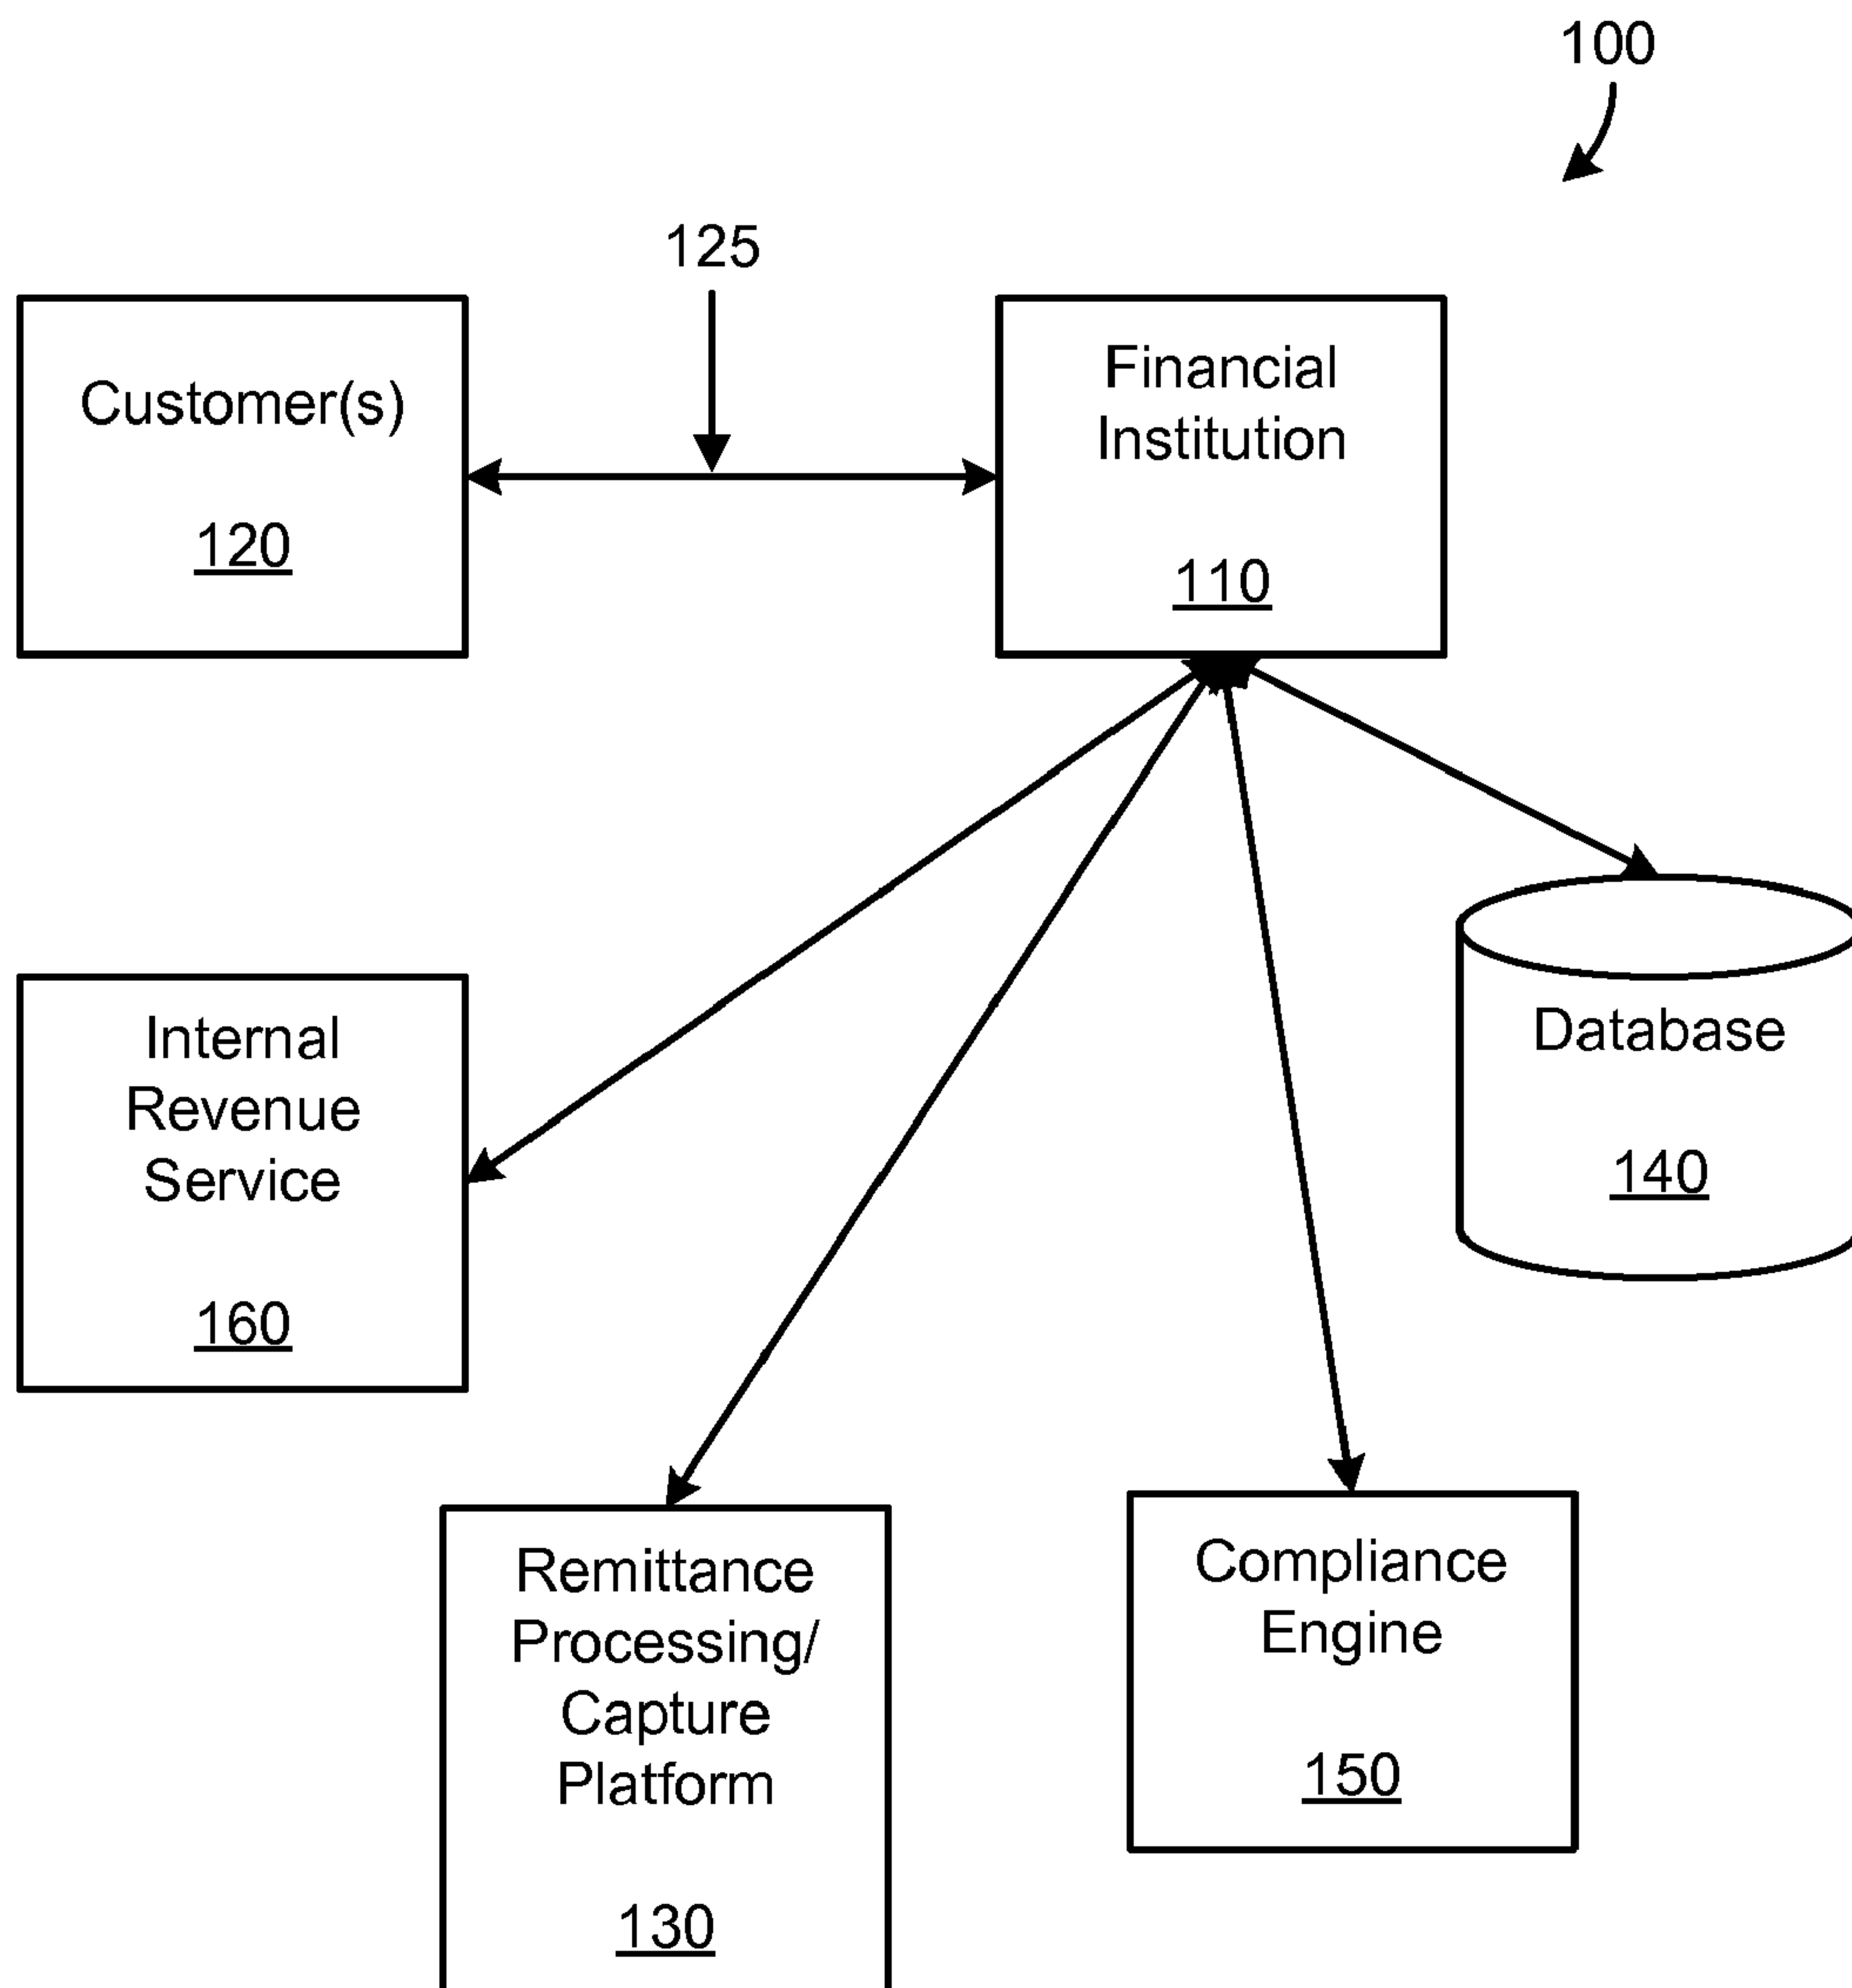 100
125
Customer(s)
120
Financial
Institution
110
Internal
Revenue
Service
160
Database
140
Remittance
Processing/
Capture
Platform
130
Compliance
Engine
150